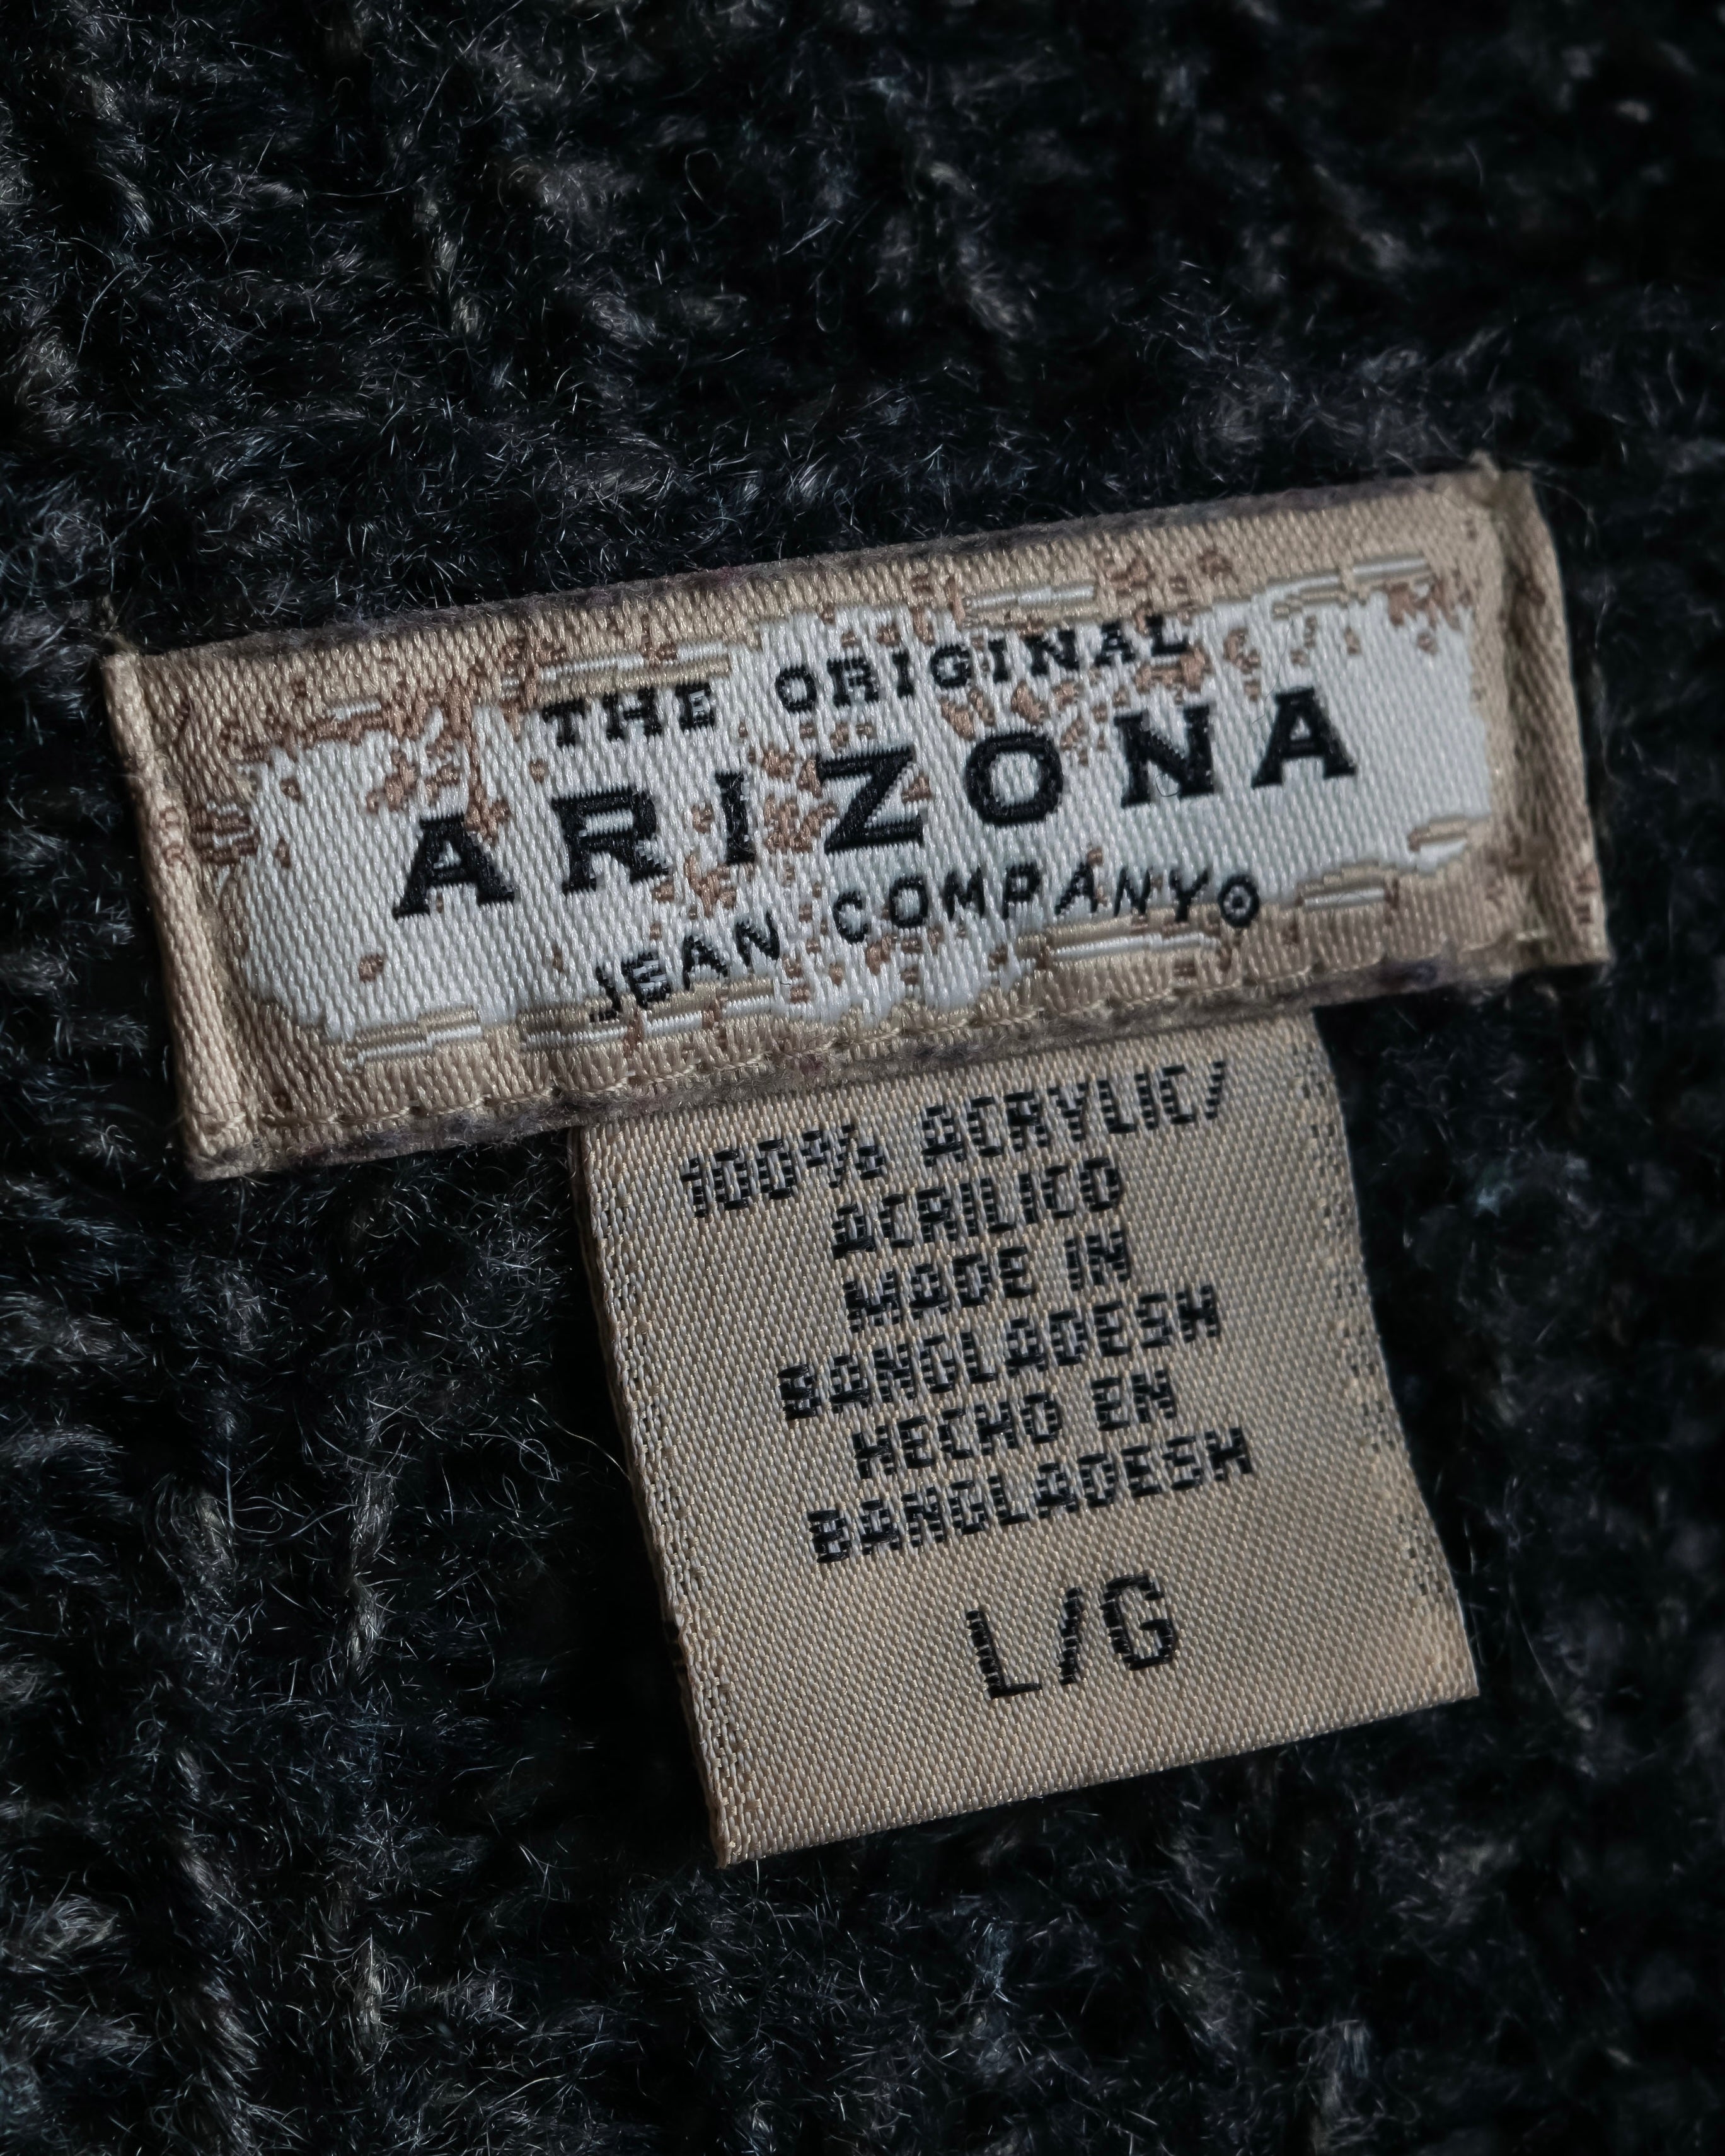 THE ORIGINAL
ARIZONA
JEAN COMPANY®
100% ACRYLIC/
ACRILICO
MADE IN
BANGLADESH
HECHO EN
BANGLADESH
L/G